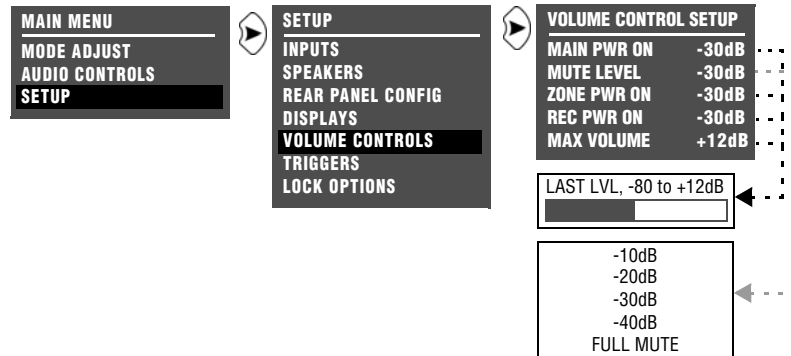 MAIN MENU
MODE ADJUST
AUDIO CONTROLS
SETUP
SETUP
INPUTS
SPEAKERS
REAR PANEL CONFIG
DISPLAYS
VOLUME CONTROLS
TRIGGERS
LOCK OPTIONS
VOLUME CONTROL SETUP
MAIN PWR ON -30dB
MUTE LEVEL -30dB
ZONE PWR ON -30dB
REC PWR ON -30dB
MAX VOLUME +12dB
LAST LVL, -80 to +12dB
-10dB
-20dB
-30dB
-40dB
FULL MUTE